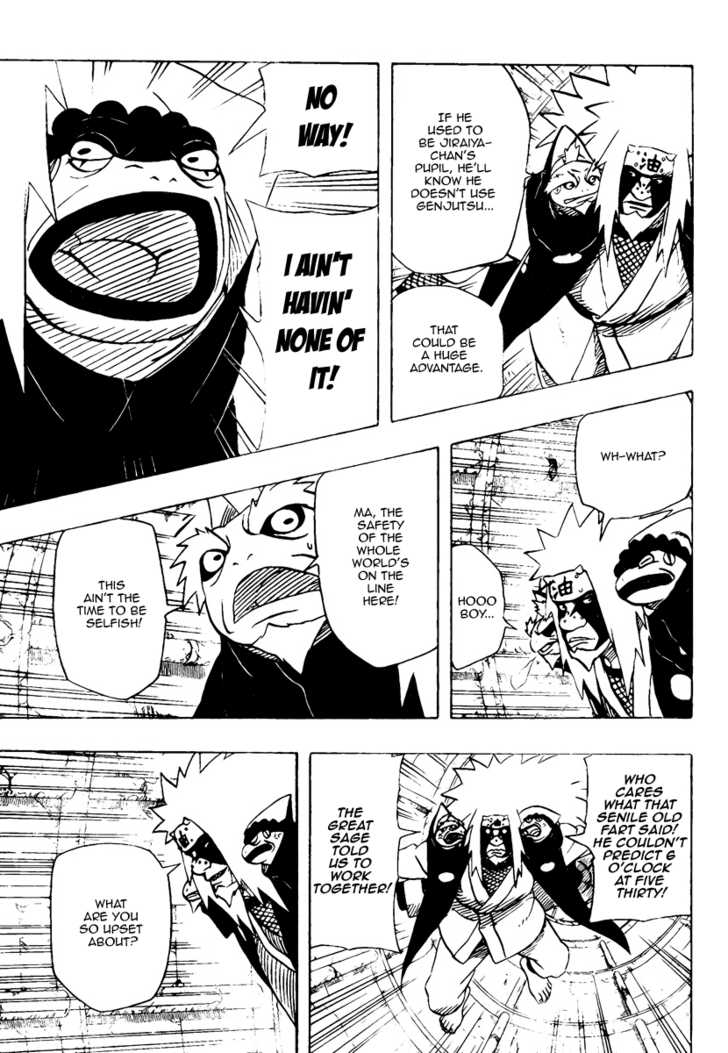 IF HE
USED TO
BE JIRAIYA-
CHAN'S
PUPIL, HE'LL
KNOW HE
DOESN'T USE
GENJUTSU...
油
THAT
COULD BE
A HUGE
ADVANTAGE.
NO
WAY!
I AIN'T
HAVIN'
NONE OF
IT!
WH-WHAT?
油
HOOO
BOY...
MA, THE
SAFETY
OF THE
WHOLE
WORLD'S
ON THE
LINE
HERE!
THIS
AIN'T THE
TIME TO BE
SELFISH!
WHO
CARES
WHAT THAT
SENILE OLD
FART SAID!
HE COULDN'T
PREDICT 6
O'CLOCK
AT FIVE
THIRTY!
THE
GREAT
SAGE
TOLD
US TO
WORK
TOGETHER!
WHAT
ARE YOU
SO UPSET
ABOUT?